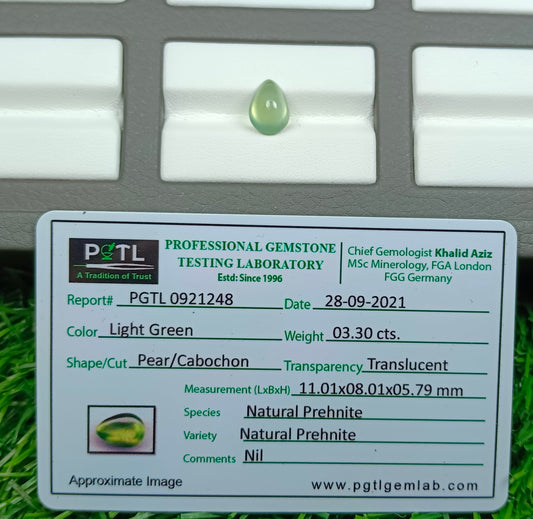 PGTL
A Tradition of Trust
PROFESSIONAL GEMSTONE
TESTING LABORATORY
Estd: Since 1996
Chief Gemologist Khalid Aziz
MSc Minerology, FGA London
FGG Germany
Report# PGTL 0921248 Date 28-09-2021
Color Light Green Weight 03.30 cts.
Shape/Cut Pear/Cabochon Transparency Translucent
Measurement (LxBxH) 11.01x08.01x05.79 mm
Species Natural Prehnite
Variety Natural Prehnite
Comments Nil
Approximate Image
www.pgtlgemlab.com